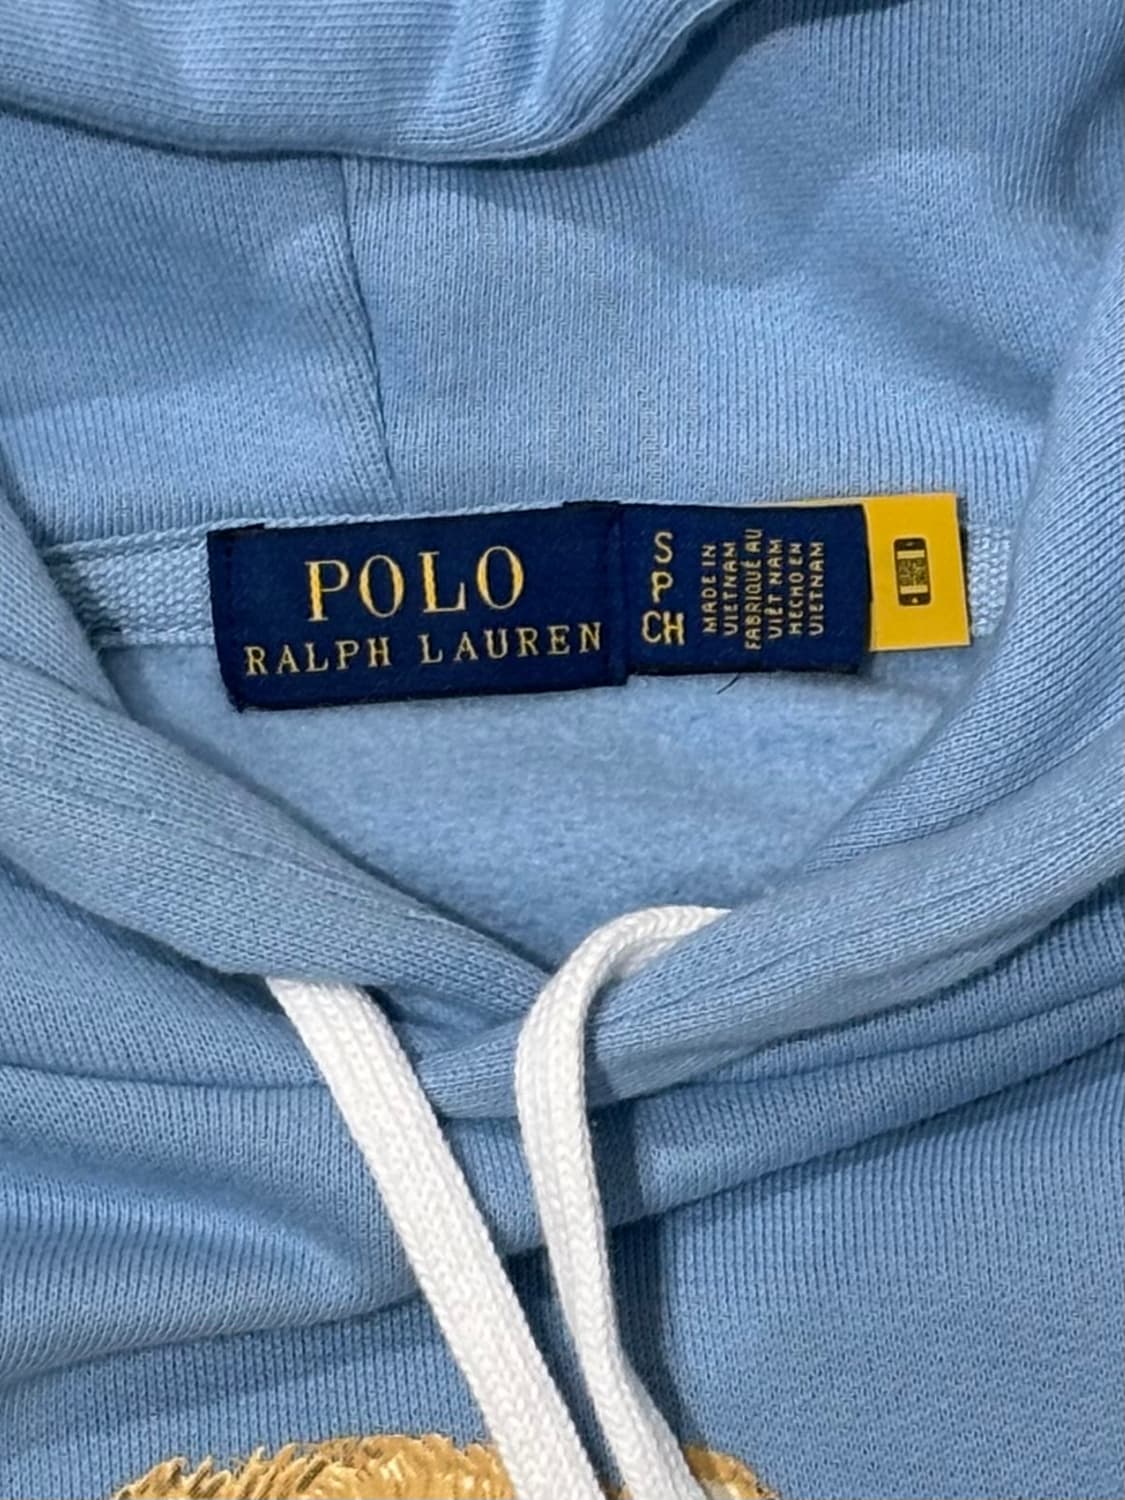 POLO
RALPH LAUREN
S
P
CH
MADE IN
VIETNAM
FABRIQUÉ AU
VIÊT NAM
HECHO EN
VIETNAM